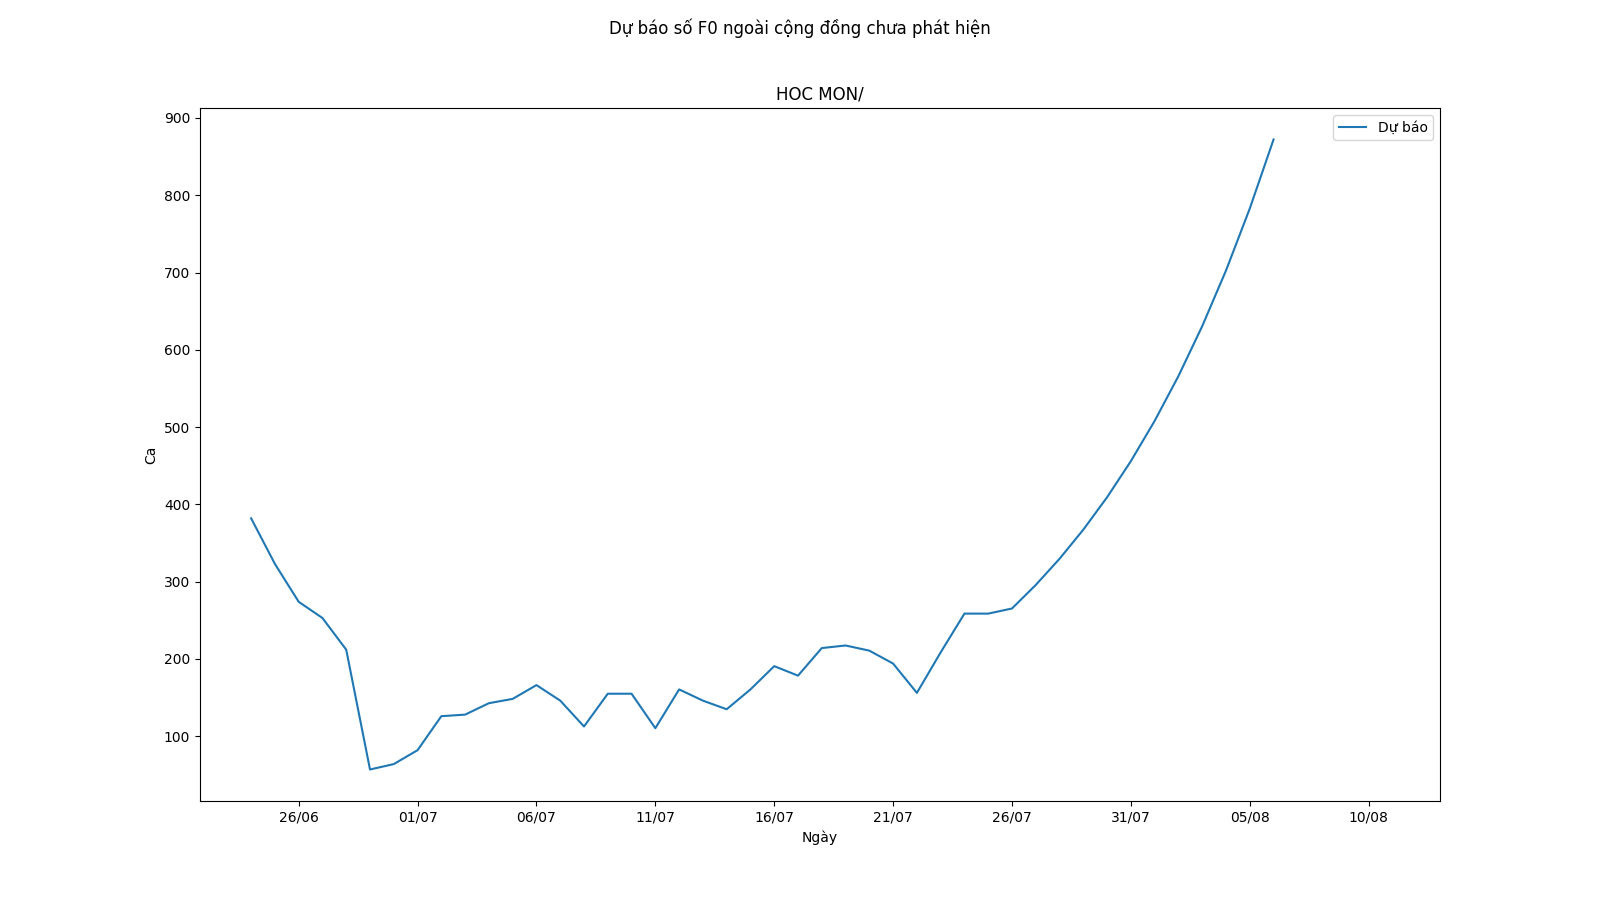 Dự báo số F0 ngoài cộng đồng chưa phát hiện
HOC MON/
Dự báo
900
800
700
600
500
400
300
200
100
Ca
26/06 01/07 06/07 11/07 16/07 21/07 26/07 31/07 05/08 10/08
Ngày